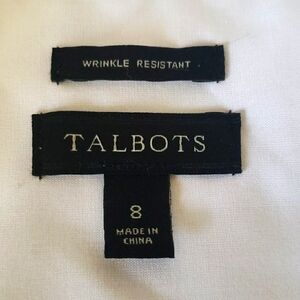 WRINKLE RESISTANT
TALBOTS
8
MADE IN
CHINA